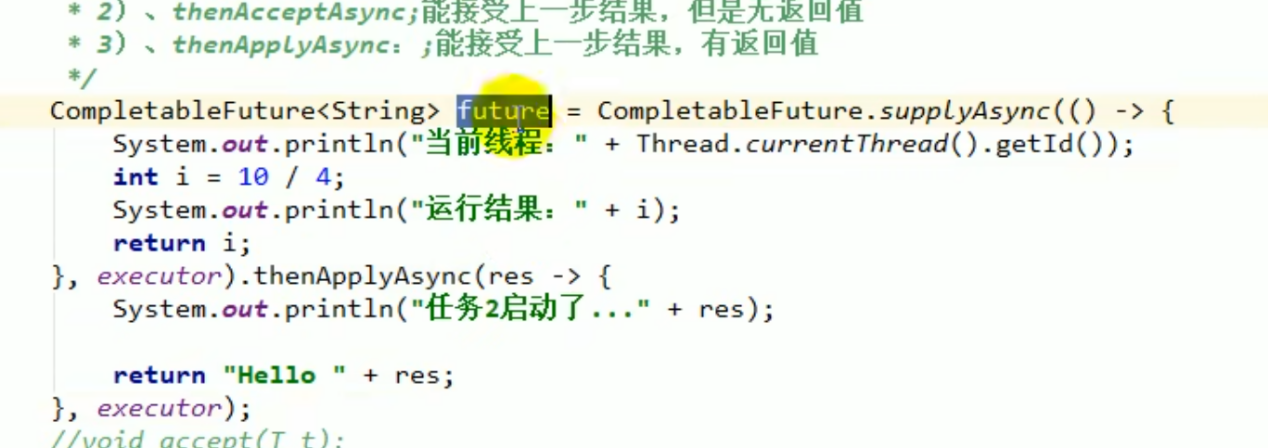 * 2）、thenAcceptAsync;能接受上一步结果，但是无返回值
* 3）、thenApplyAsync：;能接受上一步结果，有返回值
*/
CompletableFuture<String> future = CompletableFuture.supplyAsync(() -> {
System.out.println("当前线程：" + Thread.currentThread().getId());
int i = 10 / 4;
System.out.println("运行结果：" + i);
return i;
}, executor).thenApplyAsync(res -> {
System.out.println("任务2启动了..." + res);
return "Hello " + res;
}, executor);
//void accept(T t);